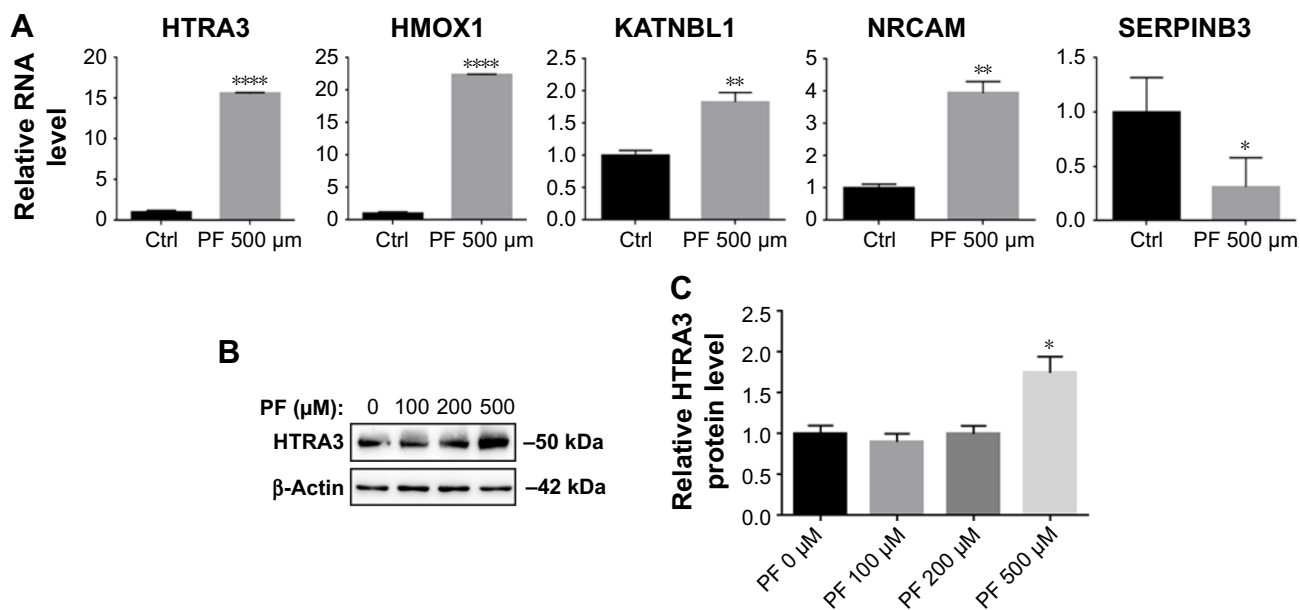 A
HTRA3
HMOX1
KATNBL1
NRCAM
SERPINB3
Relative RNA
level
20
15
10
5
0
****
Ctrl
PF 500 μm
25
20
15
10
5
0
****
Ctrl
PF 500 μm
2.5
2.0
1.5
1.0
0.5
0.0
**
Ctrl
PF 500 μm
5
4
3
2
1
0
**
Ctrl
PF 500 μm
1.5
1.0
0.5
0.0
*
Ctrl
PF 500 μm
B
PF (μM): 0 100 200 500
HTRA3 –50 kDa
β-Actin –42 kDa
C
Relative HTRA3
protein level
2.5
2.0
1.5
1.0
0.5
0.0
*
PF 0 μM
PF 100 μM
PF 200 μM
PF 500 μM